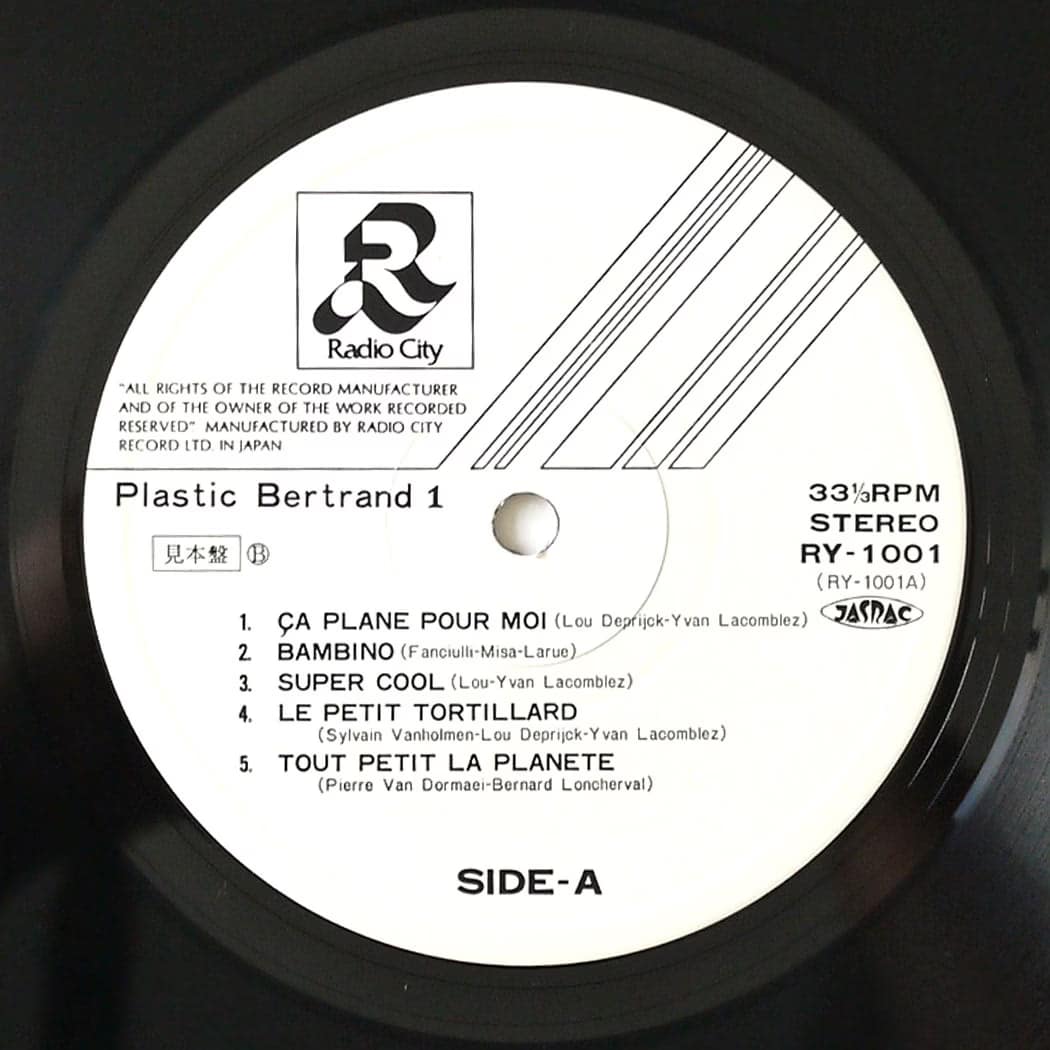 Radio City
"ALL RIGHTS OF THE RECORD MANUFACTURER
AND OF THE OWNER OF THE WORK RECORDED
RESERVED" MANUFACTURED BY RADIO CITY
RECORD LTD. IN JAPAN
Plastic Bertrand 1
33⅓RPM
STEREO
見本盤 Ⓑ
RY-1001
(RY-1001A)
JASRAC
1. ÇA PLANE POUR MOI (Lou Deprijck-Yvan Lacomblez)
2. BAMBINO (Fanciulli-Misa-Larue)
3. SUPER COOL (Lou-Yvan Lacomblez)
4. LE PETIT TORTILLARD
(Sylvain Vanholmen-Lou Deprijck-Yvan Lacomblez)
5. TOUT PETIT LA PLANETE
(Pierre Van Dormaei-Bernard Loncherval)
SIDE-A